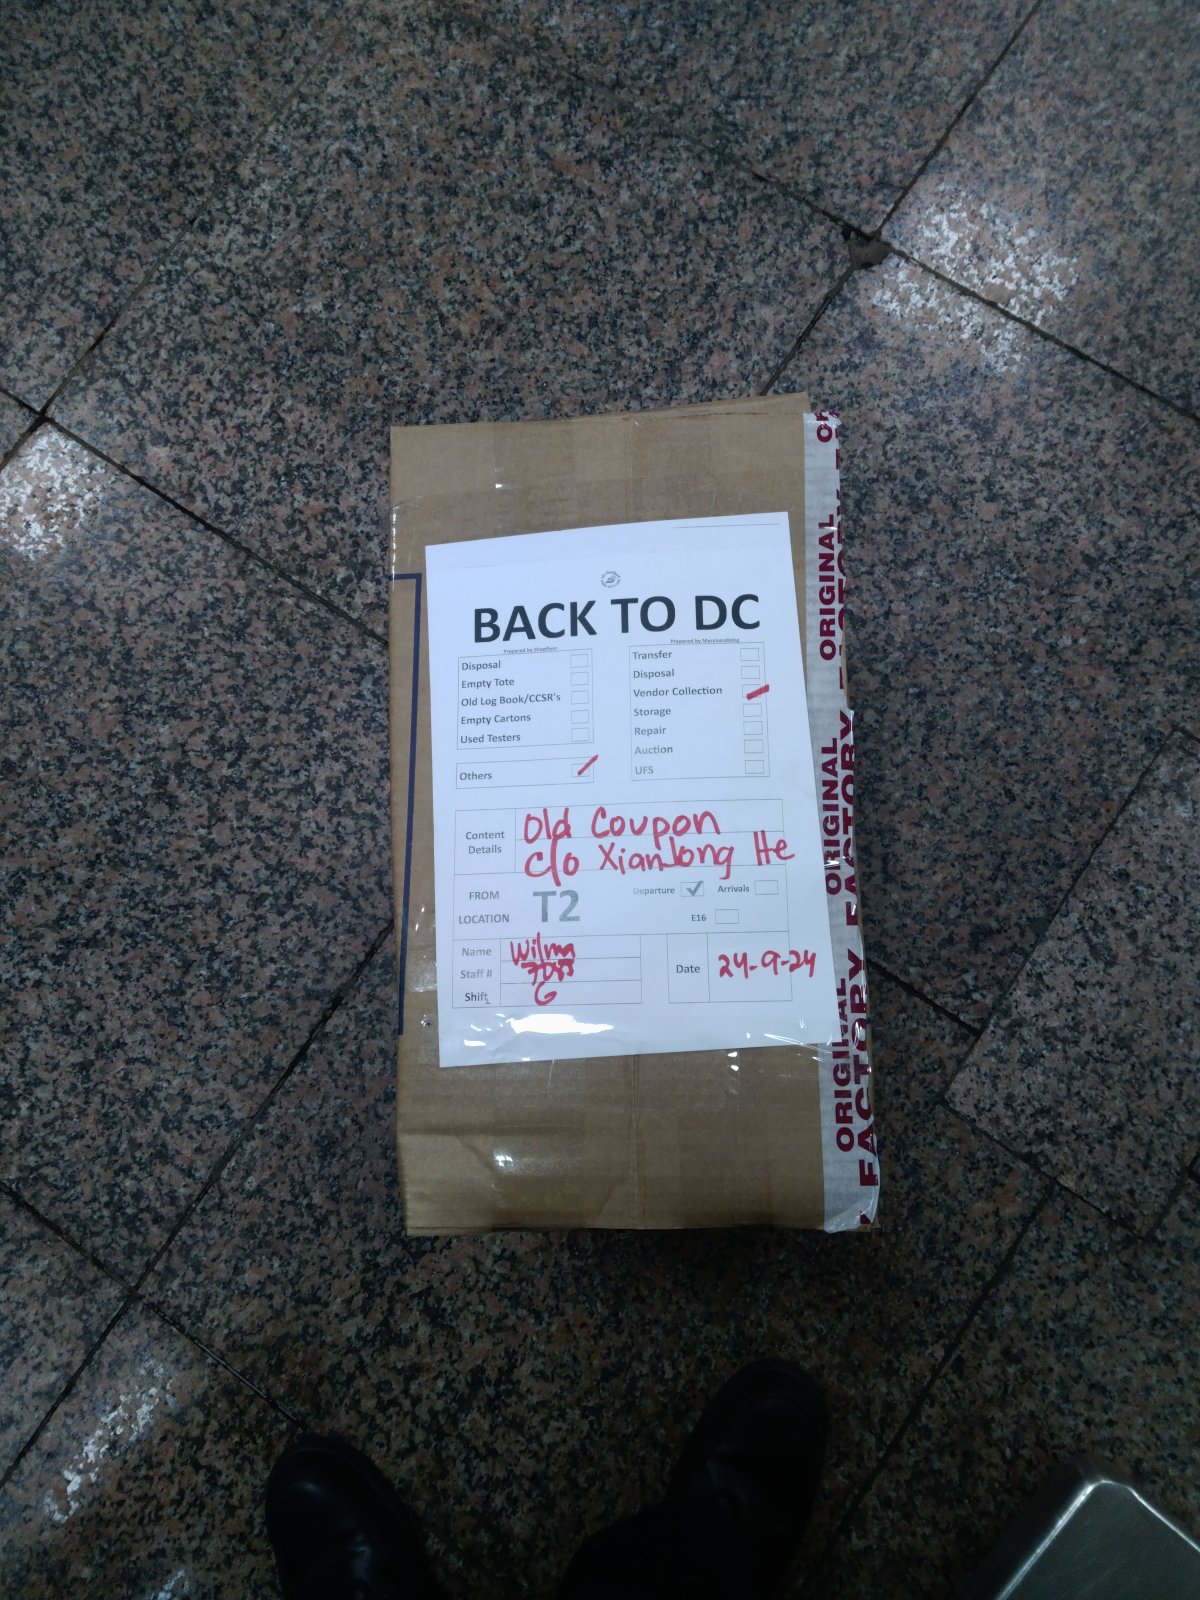 BACK TO DC
Prepared by Shopfloor
Disposal
Empty Tote
Old Log Book/CCSR's
Empty Cartons
Used Testers
Others
Prepared by Merchandising
Transfer
Disposal
Vendor Collection
Storage
Repair
Auction
UFS
Content Details
Old Coupon
C/o Xianlong He
FROM LOCATION
T2
Departure
Arrivals
E16
Name Wilma
Staff #
Shift G
Date 24-9-24
ORIGINAL
FACTORY
ORIGINAL
FACTORY
ORIGINAL
FACTORY